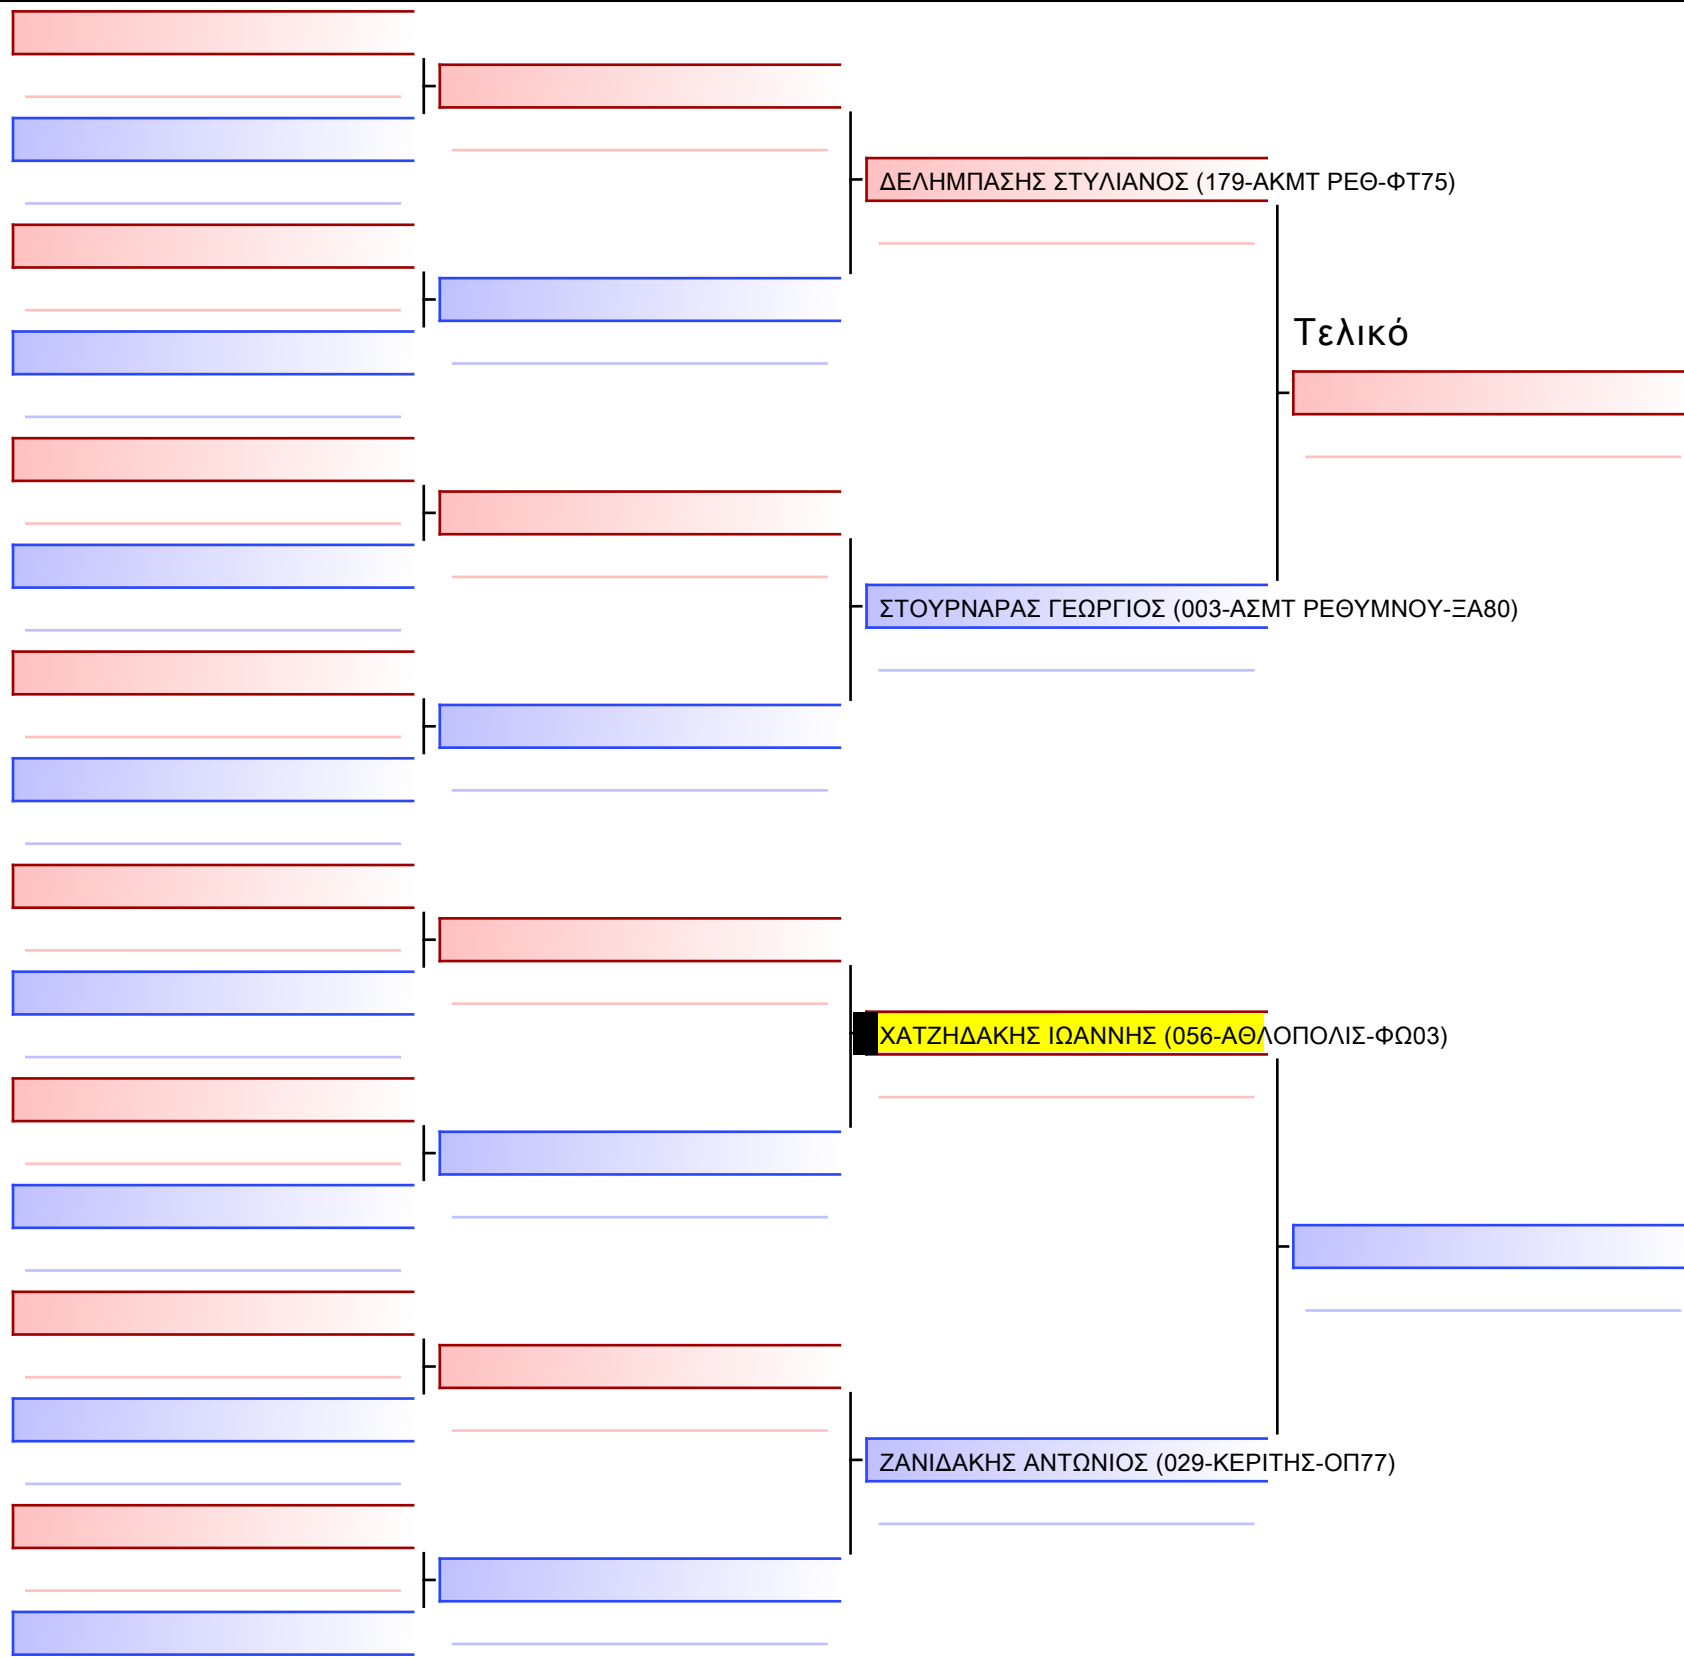 ΔΕΛΗΜΠΑΣΗΣ ΣΤΥΛΙΑΝΟΣ (179-ΑΚΜΤ ΡΕΘ-ΦΤ75)
Τελικό
ΣΤΟΥΡΝΑΡΑΣ ΓΕΩΡΓΙΟΣ (003-ΑΣΜΤ ΡΕΘΥΜΝΟΥ-ΞΑ80)
ΧΑΤΖΗΔΑΚΗΣ ΙΩΑΝΝΗΣ (056-ΑΘΛΟΠΟΛΙΣ-ΦΩ03)
ΖΑΝΙΔΑΚΗΣ ΑΝΤΩΝΙΟΣ (029-ΚΕΡΙΤΗΣ-ΟΠ77)